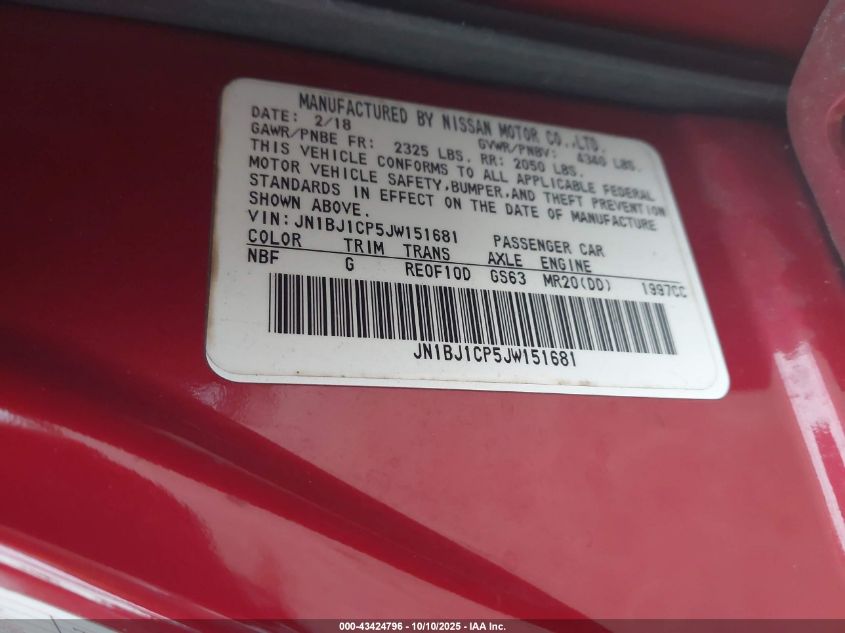 MANUFACTURED BY NISSAN MOTOR CO.,LTD.
DATE: 2/18 GVWR/PNBV: 4340 LBS.
GAWR/PNBE FR: 2325 LBS. RR: 2050 LBS.
THIS VEHICLE CONFORMS TO ALL APPLICABLE FEDERAL
MOTOR VEHICLE SAFETY,BUMPER,AND THEFT PREVENTION
STANDARDS IN EFFECT ON THE DATE OF MANUFACTURE
SHOWN ABOVE.
VIN: JN1BJ1CP5JW151681 PASSENGER CAR
COLOR TRIM TRANS AXLE ENGINE
NBF G RE0F10D GS63 MR20(DD) 1997CC
JN1BJ1CP5JW151681
000-43424796 - 10/10/2025 - IAA Inc.